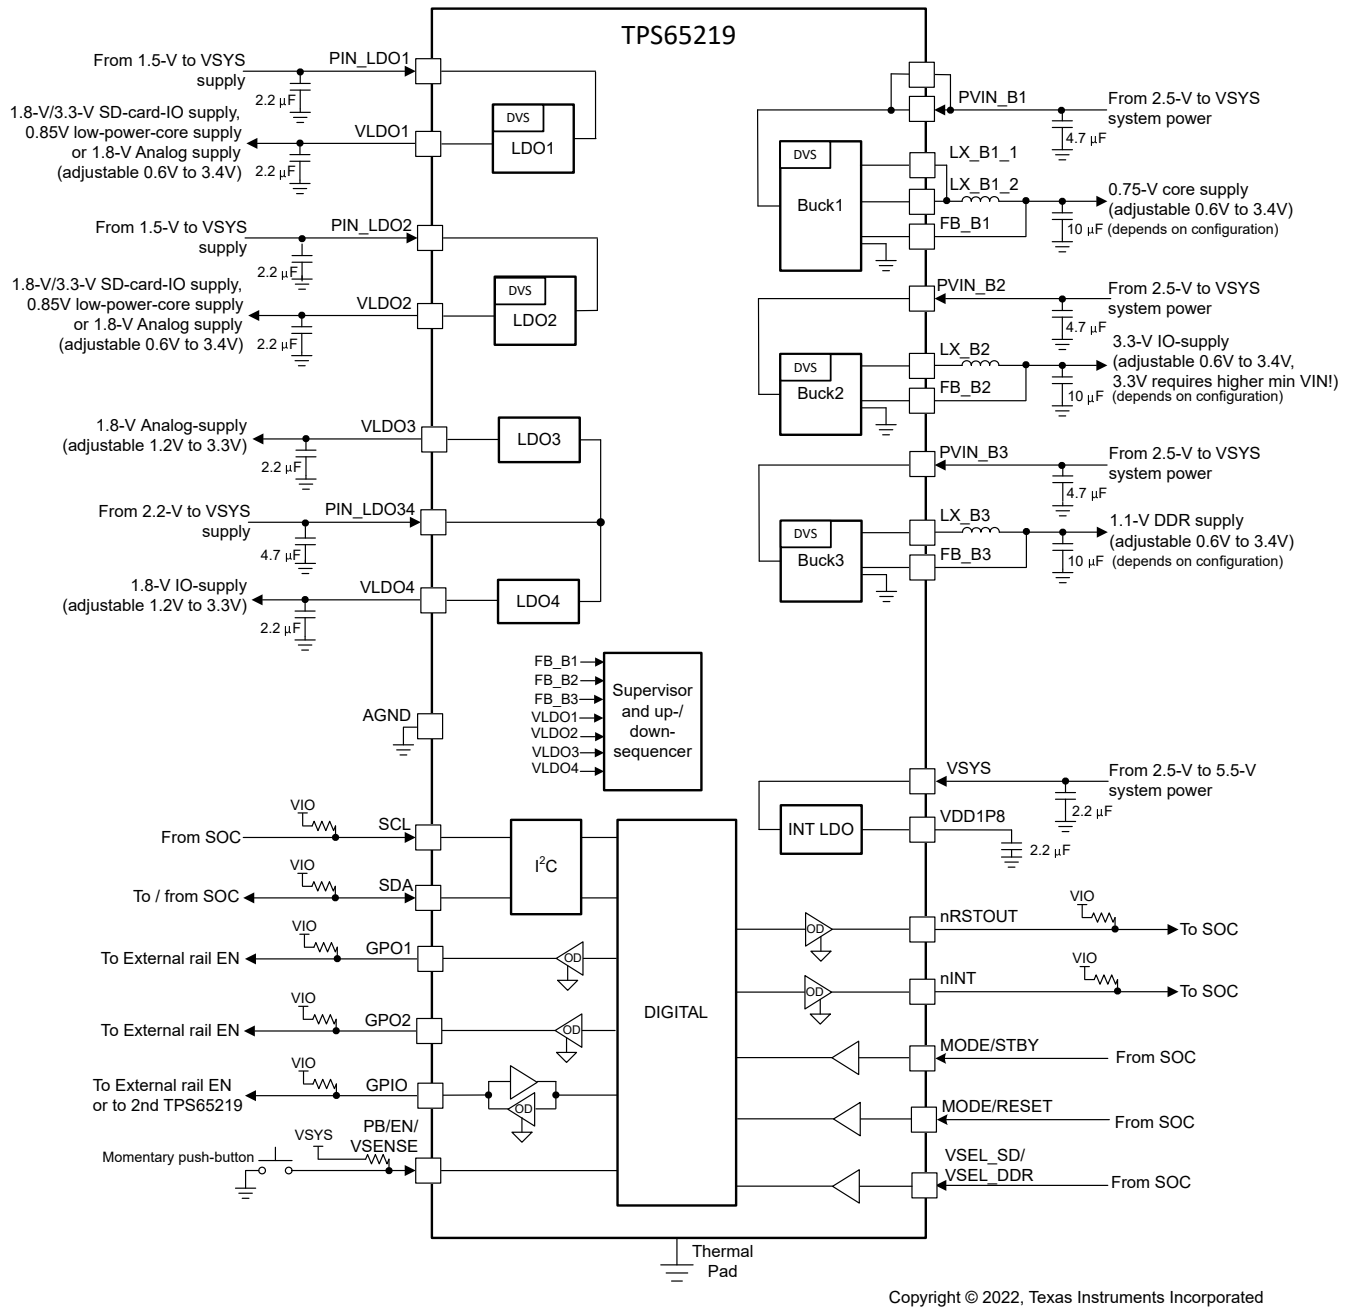 TPS65219
From 1.5-V to VSYS
supply
PIN_LDO1
2.2 μF
1.8-V/3.3-V SD-card-IO supply,
0.85V low-power-core supply
or 1.8-V Analog supply
(adjustable 0.6V to 3.4V)
VLDO1
2.2 μF
DVS
LDO1
From 1.5-V to VSYS
supply
PIN_LDO2
2.2 μF
1.8-V/3.3-V SD-card-IO supply,
0.85V low-power-core supply
or 1.8-V Analog supply
(adjustable 0.6V to 3.4V)
VLDO2
2.2 μF
DVS
LDO2
1.8-V Analog-supply
(adjustable 1.2V to 3.3V)
VLDO3
2.2 μF
LDO3
From 2.2-V to VSYS
supply
PIN_LDO34
4.7 μF
1.8-V IO-supply
(adjustable 1.2V to 3.3V)
VLDO4
2.2 μF
LDO4
PVIN_B1
From 2.5-V to VSYS
system power
4.7 μF
DVS
Buck1
LX_B1_1
LX_B1_2
FB_B1
0.75-V core supply
(adjustable 0.6V to 3.4V)
10 μF (depends on configuration)
PVIN_B2
From 2.5-V to VSYS
system power
4.7 μF
DVS
Buck2
LX_B2
FB_B2
3.3-V IO-supply
(adjustable 0.6V to 3.4V,
3.3V requires higher min VIN!)
10 μF (depends on configuration)
PVIN_B3
From 2.5-V to VSYS
system power
4.7 μF
DVS
Buck3
LX_B3
FB_B3
1.1-V DDR supply
(adjustable 0.6V to 3.4V)
10 μF (depends on configuration)
FB_B1
FB_B2
FB_B3
VLDO1
VLDO2
VLDO3
VLDO4
Supervisor
and up-/
down-
sequencer
AGND
VSYS
From 2.5-V to 5.5-V
system power
2.2 μF
INT LDO
VDD1P8
2.2 μF
From SOC
VIO
SCL
To / from SOC
VIO
SDA
I2C
To External rail EN
VIO
GPO1
OD
To External rail EN
VIO
GPO2
OD
To External rail EN
or to 2nd TPS65219
VIO
GPIO
OD
Momentary push-button
VSYS
PB/EN/
VSENSE
DIGITAL
OD
nRSTOUT
VIO
To SOC
OD
nINT
VIO
To SOC
MODE/STBY
From SOC
MODE/RESET
From SOC
VSEL_SD/
VSEL_DDR
From SOC
Thermal
Pad
Copyright © 2022, Texas Instruments Incorporated